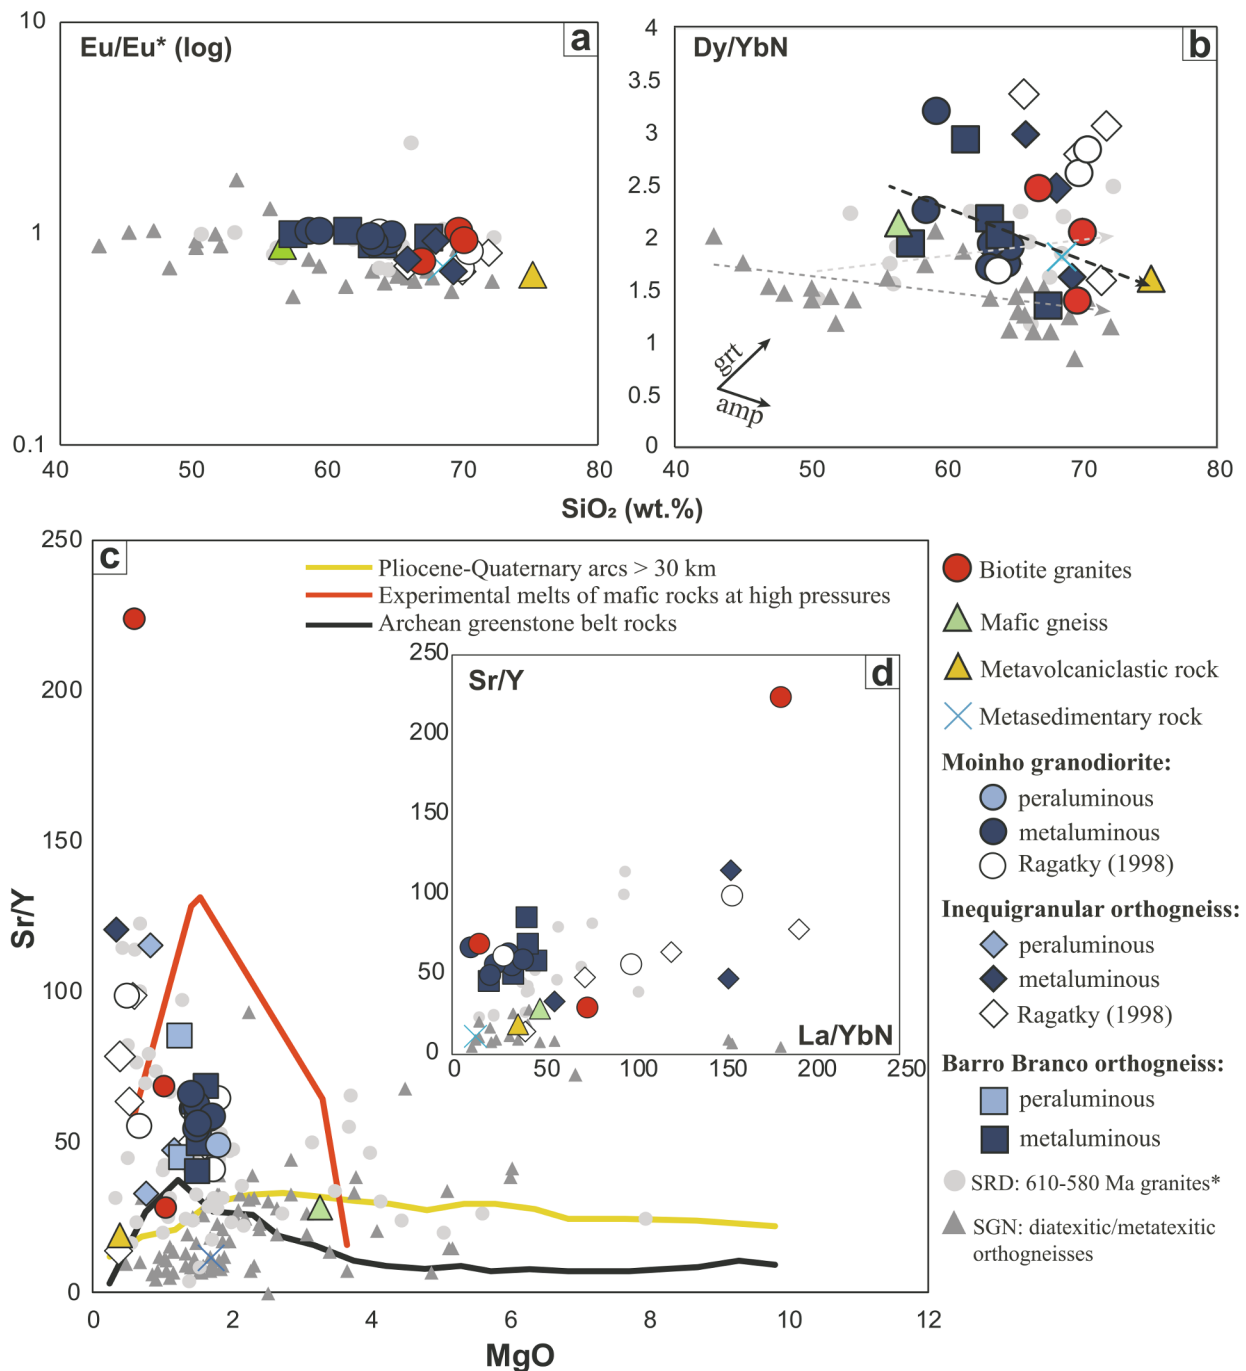 10
Eu/Eu* (log)
a
1
0.1
40
50
60
70
80
4
Dy/YbN
b
3.5
3
2.5
2
1.5
1
0.5
0
grt
amp
40
50
60
70
80
SiO₂ (wt.%)
250
c
Pliocene-Quaternary arcs > 30 km
Experimental melts of mafic rocks at high pressures
Archean greenstone belt rocks
200
150
100
50
0
Sr/Y
0
2
4
6
8
10
12
MgO
250
Sr/Y
d
200
150
100
50
0
La/YbN
0
50
100
150
200
250
Biotite granites
Mafic gneiss
Metavolcaniclastic rock
Metasedimentary rock
Moinho granodiorite:
peraluminous
metaluminous
Ragatky (1998)
Inequigranular orthogneiss:
peraluminous
metaluminous
Ragatky (1998)
Barro Branco orthogneiss:
peraluminous
metaluminous
SRD: 610-580 Ma granites*
SGN: diatexitic/metatexitic
orthogneisses